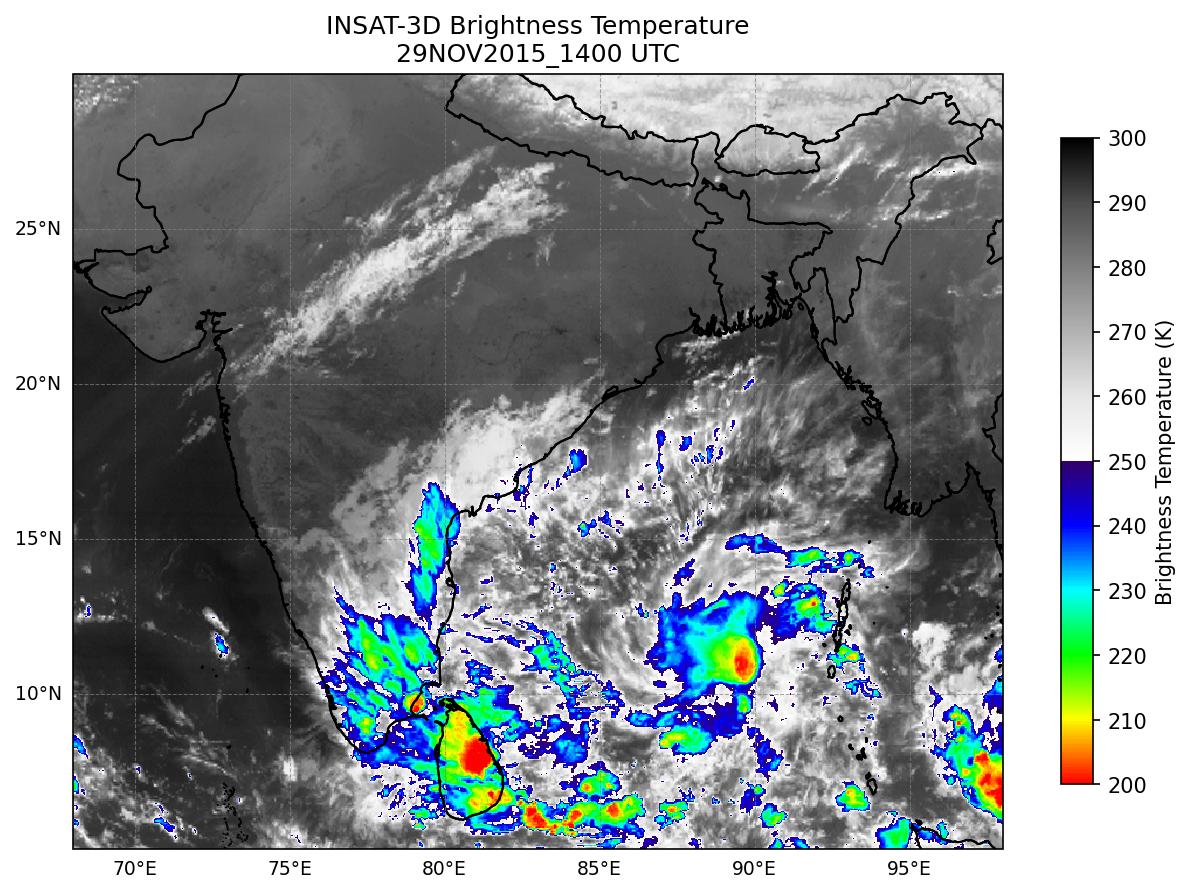 INSAT-3D Brightness Temperature
29NOV2015_1400 UTC
25°N
20°N
15°N
10°N
70°E
75°E
80°E
85°E
90°E
95°E
300
290
280
270
260
250
240
230
220
210
200
Brightness Temperature (K)